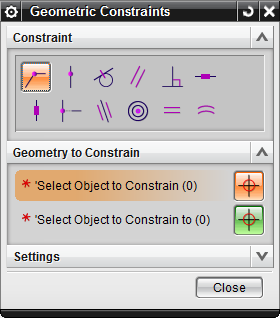 Geometric Constraints
Constraint
Geometry to Constrain
* 'Select Object to Constrain (0)
* 'Select Object to Constrain to (0)
Settings
Close